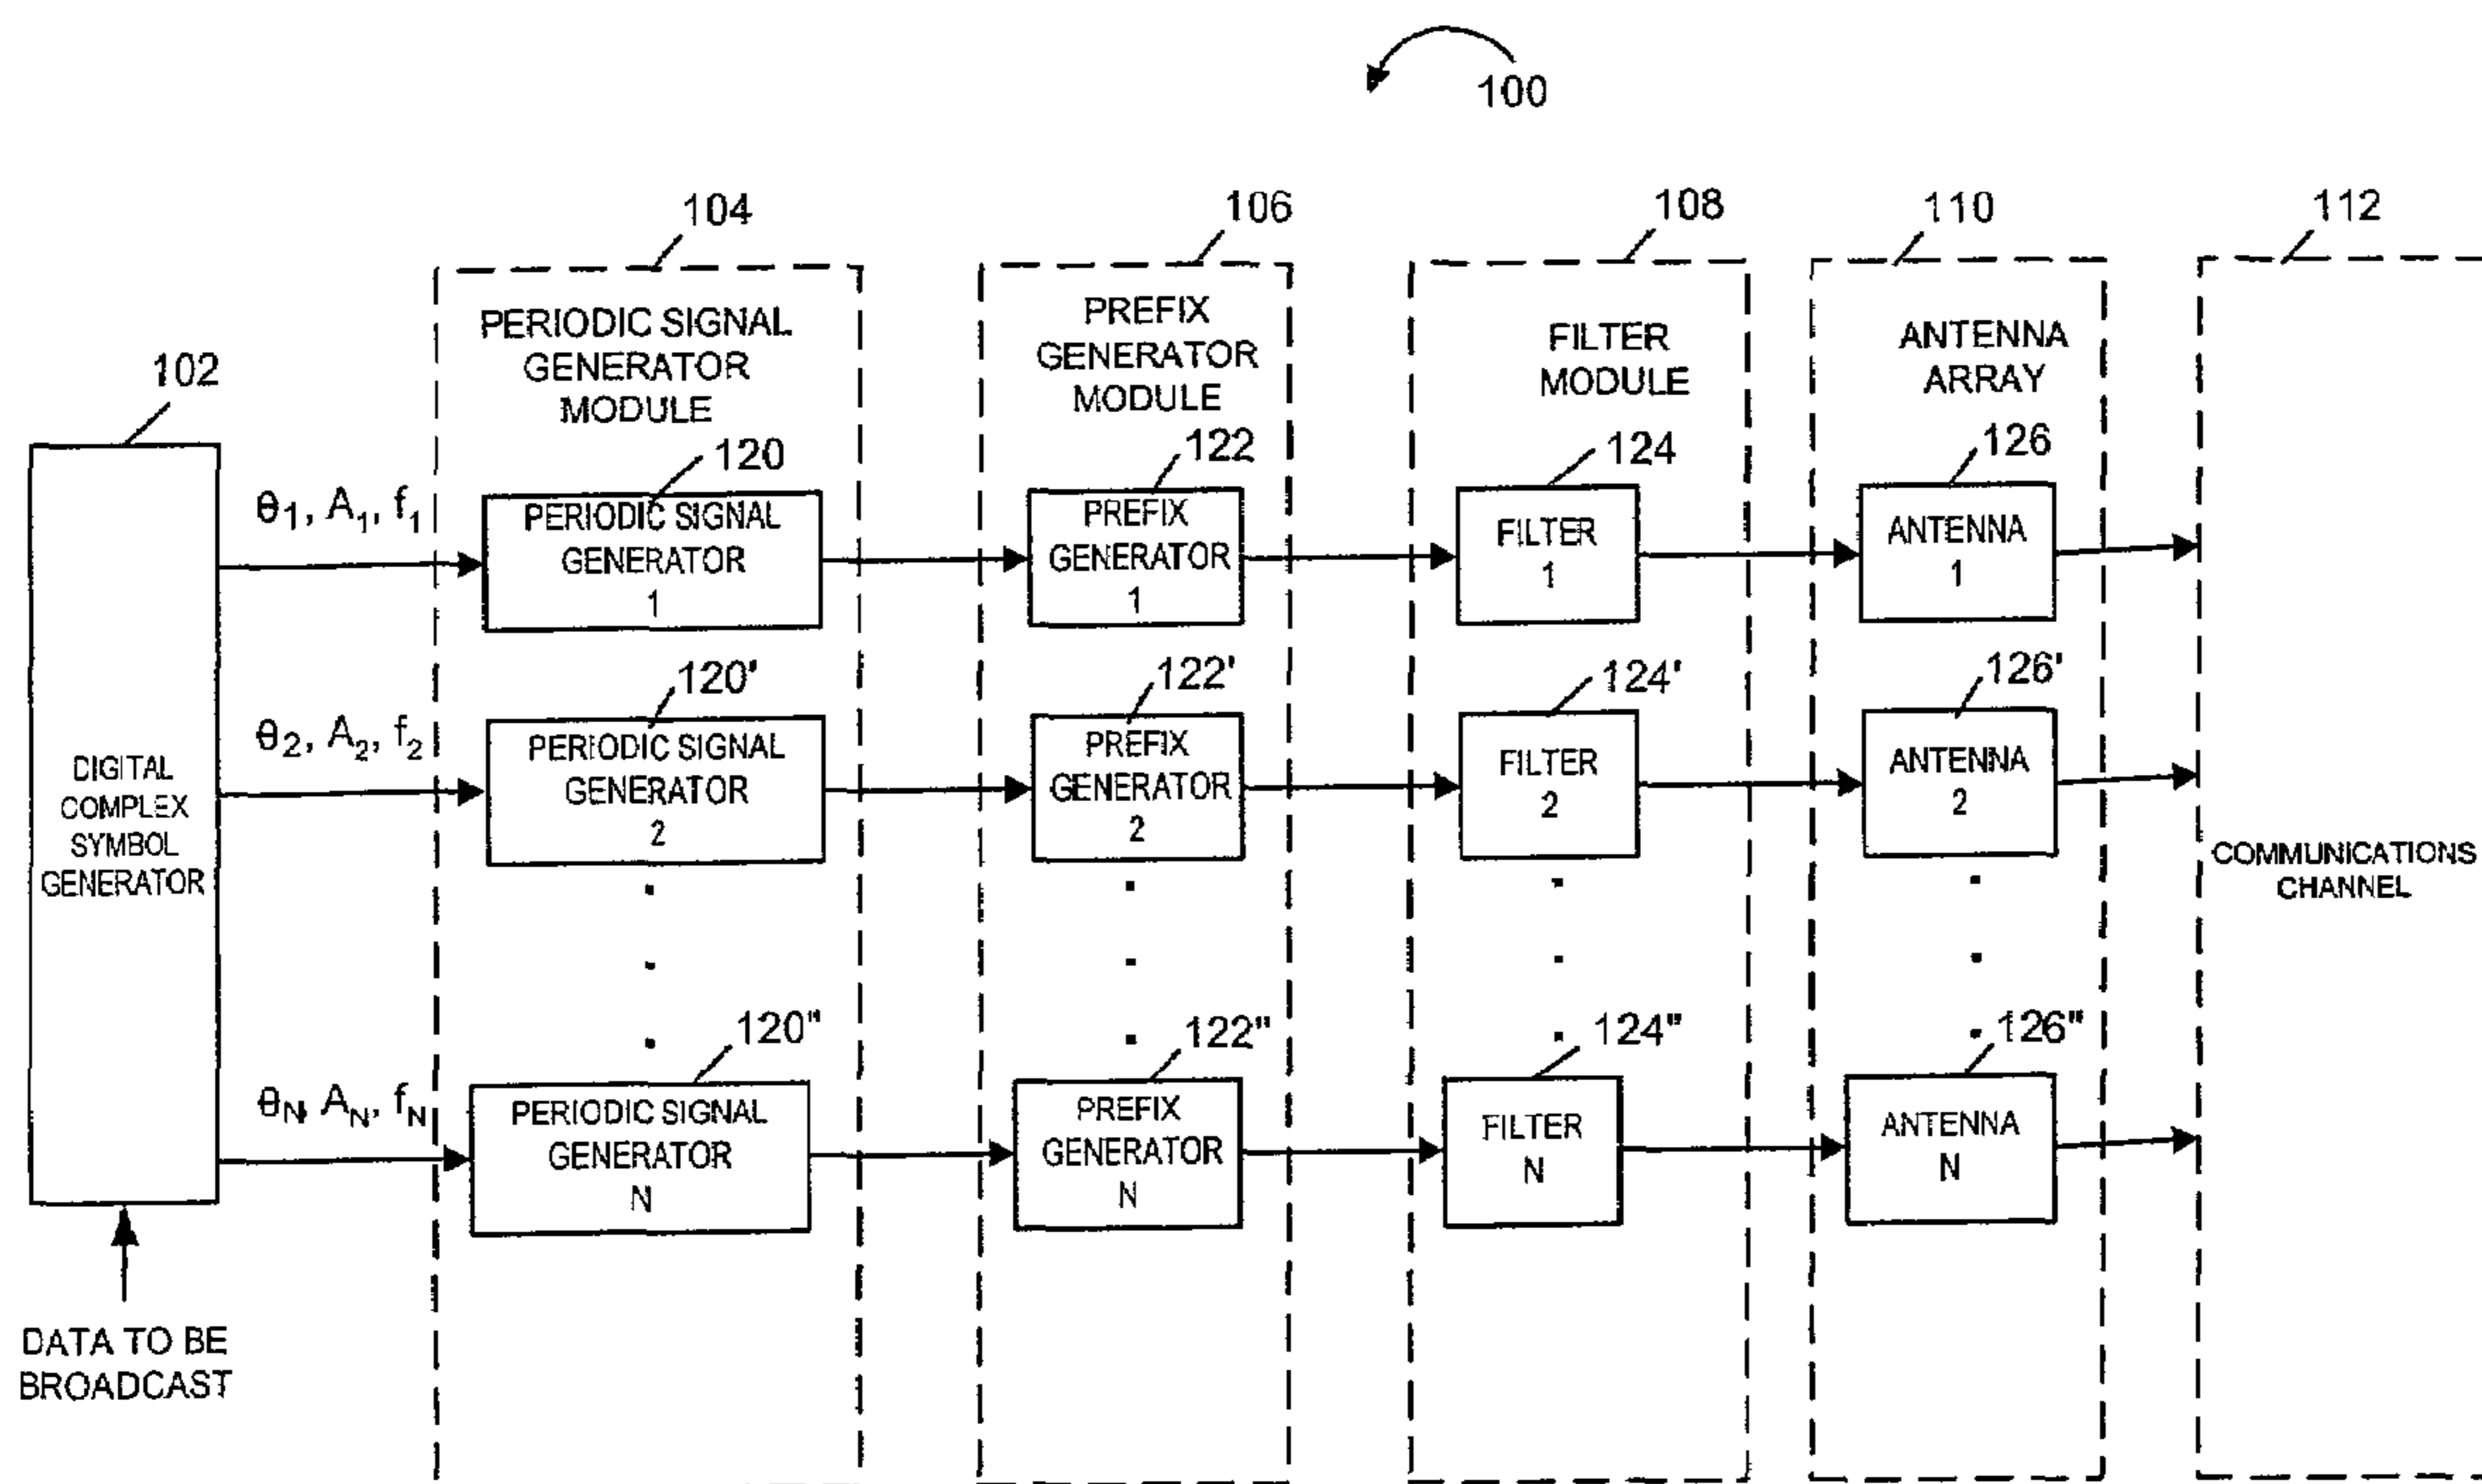 100
104
106
108
110
112
PERIODIC SIGNAL
GENERATOR
MODULE
PREFIX
GENERATOR
MODULE
FILTER
MODULE
ANTENNA
ARRAY
102
120
122
124
126
θ1, A1, f1
PERIODIC SIGNAL
GENERATOR
1
PREFIX
GENERATOR
1
FILTER
1
ANTENNA
1
120'
122'
124'
126'
θ2, A2, f2
PERIODIC SIGNAL
GENERATOR
2
PREFIX
GENERATOR
2
FILTER
2
ANTENNA
2
DIGITAL
COMPLEX
SYMBOL
GENERATOR
COMMUNICATIONS
CHANNEL
120"
122"
124"
126"
θN, AN, fN
PERIODIC SIGNAL
GENERATOR
N
PREFIX
GENERATOR
N
FILTER
N
ANTENNA
N
DATA TO BE
BROADCAST